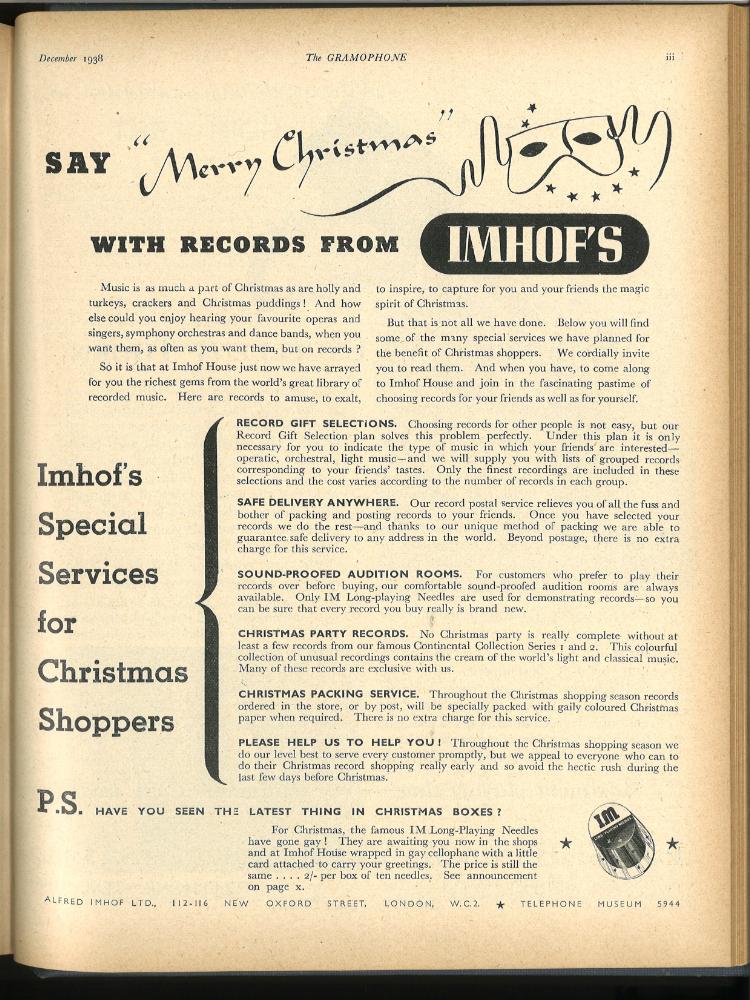 December 1938
The GRAMOPHONE
iii
SAY "Merry Christmas"
WITH RECORDS FROM IMHOF'S
Music is as much a part of Christmas as are holly and
turkeys, crackers and Christmas puddings! And how
else could you enjoy hearing your favourite operas and
singers, symphony orchestras and dance bands, when you
want them, as often as you want them, but on records?
So it is that at Imhof House just now we have arrayed
for you the richest gems from the world's great library of
recorded music. Here are records to amuse, to exalt,
to inspire, to capture for you and your friends the magic
spirit of Christmas.
But that is not all we have done. Below you will find
some of the many special services we have planned for
the benefit of Christmas shoppers. We cordially invite
you to read them. And when you have, to come along
to Imhof House and join in the fascinating pastime of
choosing records for your friends as well as for yourself.
Imhof's
Special
Services
for
Christmas
Shoppers
RECORD GIFT SELECTIONS. Choosing records for other people is not easy, but our
Record Gift Selection plan solves this problem perfectly. Under this plan it is only
necessary for you to indicate the type of music in which your friends are interested—
operatic, orchestral, light music—and we will supply you with lists of grouped records
corresponding to your friends' tastes. Only the finest recordings are included in these
selections and the cost varies according to the number of records in each group.
SAFE DELIVERY ANYWHERE. Our record postal service relieves you of all the fuss and
bother of packing and posting records to your friends. Once you have selected your
records we do the rest—and thanks to our unique method of packing we are able to
guarantee safe delivery to any address in the world. Beyond postage, there is no extra
charge for this service.
SOUND-PROOFED AUDITION ROOMS. For customers who prefer to play their
records over before buying, our comfortable sound-proofed audition rooms are always
available. Only IM Long-playing Needles are used for demonstrating records—so you
can be sure that every record you buy really is brand new.
CHRISTMAS PARTY RECORDS. No Christmas party is really complete without at
least a few records from our famous Continental Collection Series 1 and 2. This colourful
collection of unusual recordings contains the cream of the world's light and classical music.
Many of these records are exclusive with us.
CHRISTMAS PACKING SERVICE. Throughout the Christmas shopping season records
ordered in the store, or by post, will be specially packed with gaily coloured Christmas
paper when required. There is no extra charge for this service.
PLEASE HELP US TO HELP YOU! Throughout the Christmas shopping season we
do our level best to serve every customer promptly, but we appeal to everyone who can to
do their Christmas record shopping really early and so avoid the hectic rush during the
last few days before Christmas.
P.S. HAVE YOU SEEN THE LATEST THING IN CHRISTMAS BOXES?
For Christmas, the famous IM Long-Playing Needles
have gone gay! They are awaiting you now in the shops
and at Imhof House wrapped in gay cellophane with a little
card attached to carry your greetings. The price is still the
same .... 2/- per box of ten needles. See announcement
on page x.
IM
ALFRED IMHOF LTD., 112-116 NEW OXFORD STREET, LONDON, W.C.2. ★ TELEPHONE MUSEUM 5944